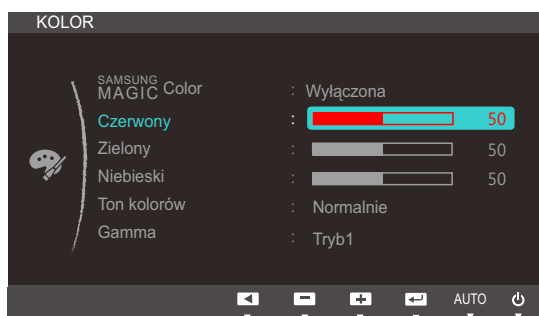 KOLOR
SAMSUNG MAGIC Color : Wyłączona
Czerwony : 50
Zielony : 50
Niebieski : 50
Ton kolorów : Normalnie
Gamma : Tryb1
AUTO